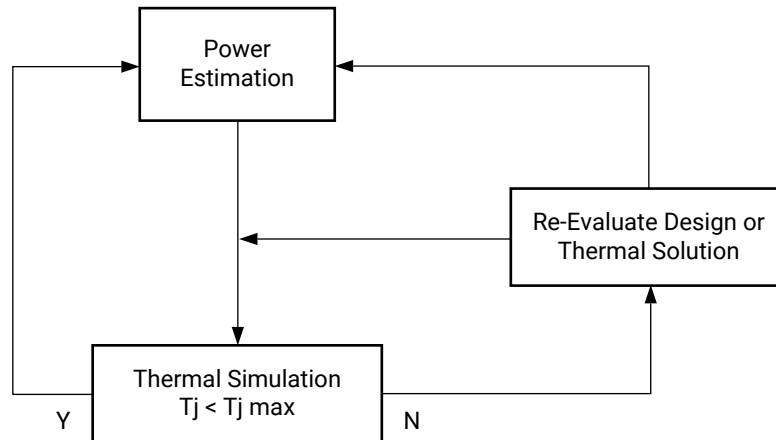 Power
Estimation
Re-Evaluate Design or
Thermal Solution
Thermal Simulation
Tj < Tj max
Y
N